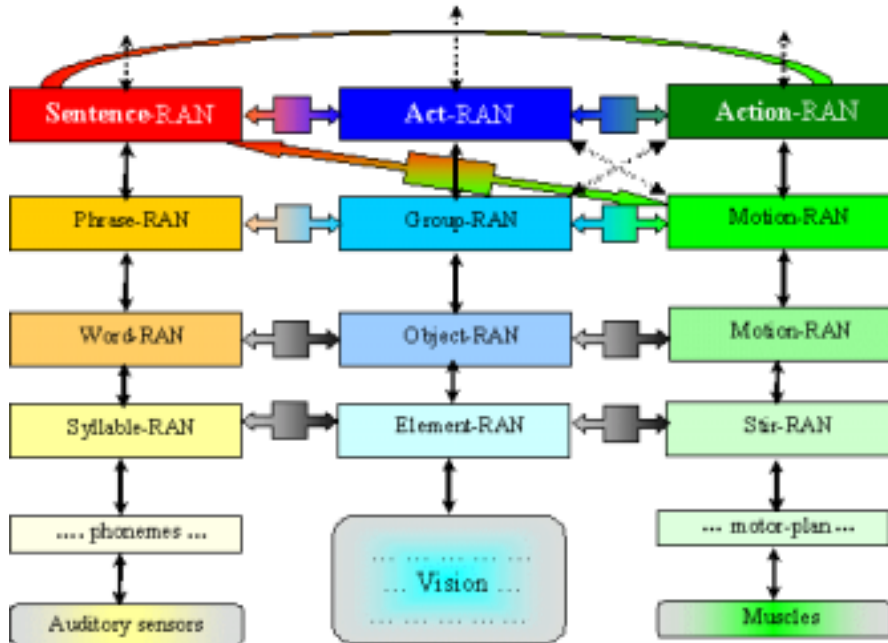 Sentence-RAN
Act-RAN
Action-RAN
Phrase-RAN
Group-RAN
Motion-RAN
Word-RAN
Object-RAN
Motion-RAN
Syllable-RAN
Element-RAN
Stir-RAN
.... phonemes ...
... ... ... ... ...
... Vision ...
... ... ... ... ...
... motor-plan ...
Auditory sensors
Muscles